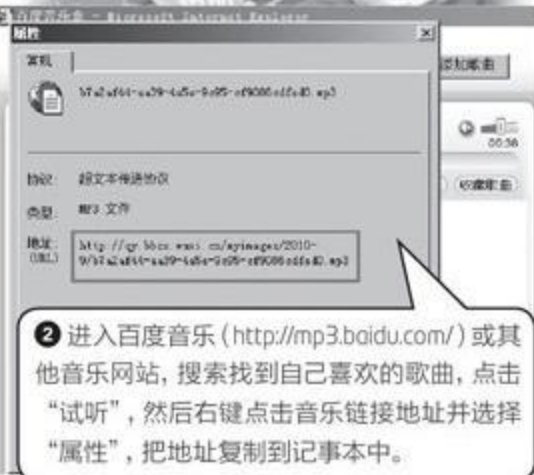 百度音乐盒 - Microsoft Internet Explorer
属性
常规
添加歌曲
00:36
协议: 超文本传送协议
收藏歌曲
类型: MP3 文件
地址:
(URL)
❷ 进入百度音乐(http://mp3.baidu.com/)或其
他音乐网站,搜索找到自己喜欢的歌曲,点击
“试听”,然后右键点击音乐链接地址并选择
“属性”,把地址复制到记事本中。